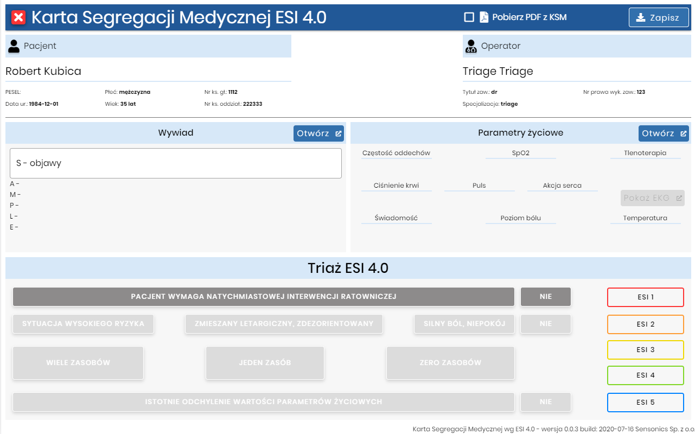 Karta Segregacji Medycznej ESI 4.0
Pobierz PDF z KSM
Zapisz
Pacjent
Operator
Robert Kubica
Triage Triage
PESEL:
Płeć: mężczyzna
Nr ks. gł: 1112
Tytuł zaw.: dr
Nr prawa wyk. zaw.: 123
Data ur.: 1984-12-01
Wiek: 35 lat
Nr ks. oddział.: 222333
Specjalizacja: triage
Wywiad
Otwórz
Parametry życiowe
Otwórz
S - objawy
A -
M -
P -
L -
E -
Częstość oddechów
SpO2
Tlenoterapia
Ciśnienie krwi
Puls
Akcja serca
Pokaż EKG
Świadomość
Poziom bólu
Temperatura
Triaż ESI 4.0
PACJENT WYMAGA NATYCHMIASTOWEJ INTERWENCJI RATOWNICZEJ
NIE
ESI 1
SYTUACJA WYSOKIEGO RYZYKA
ZMIESZANY LETARGICZNY, ZDEZORIENTOWANY
SILNY BÓL, NIEPOKÓJ
NIE
ESI 2
ESI 3
WIELE ZASOBÓW
JEDEN ZASÓB
ZERO ZASOBÓW
ESI 4
ISTOTNIE ODCHYLENIE WARTOŚCI PARAMETRÓW ŻYCIOWYCH
NIE
ESI 5
Karta Segregacji Medycznej wg ESI 4.0 - wersja 0.0.3 build: 2020-07-16 Sensonics Sp. z o.o.